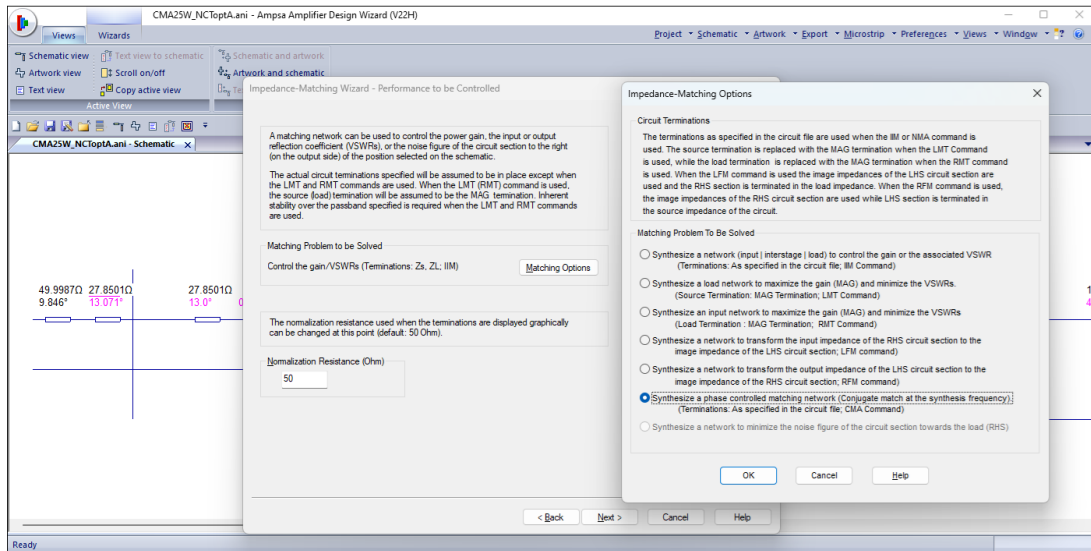 CMA25W_NCToptA.ani - Ampsa Amplifier Design Wizard (V22H)
Views Wizards
Project Schematic Artwork Export Microstrip Preferences Views Window
Schematic view Text view to schematic Schematic and artwork
Artwork view Scroll on/off Artwork and schematic
Text view Copy active view
Active View
CMA25W_NCToptA.ani - Schematic x
49.9987Ω 27.8501Ω 27.8501Ω
9.846° 13.071° 13.0°
Impedance-Matching Wizard - Performance to be Controlled
A matching network can be used to control the power gain, the input or output
reflection coefficient (VSWRs), or the noise figure of the circuit section to the right
(on the output side) of the position selected on the schematic.
The actual circuit terminations specified will be assumed to be in place except when
the LMT and RMT commands are used. When the LMT (RMT) command is used,
the source (load) termination will be assumed to be the MAG termination. Inherent
stability over the passband specified is required when the LMT and RMT commands
are used.
Matching Problem to be Solved
Control the gain/VSWRs (Terminations: Zs, ZL; IIM) Matching Options
The normalization resistance used when the terminations are displayed graphically
can be changed at this point (default: 50 Ohm).
Normalization Resistance (Ohm)
50
< Back Next > Cancel Help
Impedance-Matching Options
Circuit Terminations
The terminations as specified in the circuit file are used when the IIM or NMA command is
used. The source termination is replaced with the MAG termination when the LMT Command
is used, while the load termination is replaced with MAG termination when the RMT command
is used. When the LFM command is used the image impedances of the LHS circuit section are
used and the RHS section is terminated in the load impedance. When the RFM command is used,
the image impedances of the RHS circuit section are used while LHS section is terminated in
the source impedance of the circuit.
Matching Problem To Be Solved
Synthesize a network (input | interstage | load) to control the gain or the associated VSWR
(Terminations: As specified in the circuit file; IIM Command)
Synthesize a load network to maximize the gain (MAG) and minimize the VSWRs.
(Source Termination: MAG Termination; LMT Command)
Synthesize an input network to maximize the gain (MAG) and minimize the VSWRs
(Load Termination : MAG Termination; RMT Command)
Synthesize a network to transform the input impedance of the RHS circuit section to the
image impedance of the LHS circuit section; LFM command)
Synthesize a network to transform the output impedance of the LHS circuit section to the
image impedance of the RHS circuit section; RFM command)
Synthesize a phase controlled matching network (Conjugate match at the synthesis frequency).
(Terminations: As specified in the circuit file; CMA Command)
Synthesize a network to minimize the noise figure of the circuit section towards the load (RHS)
OK Cancel Help
Ready